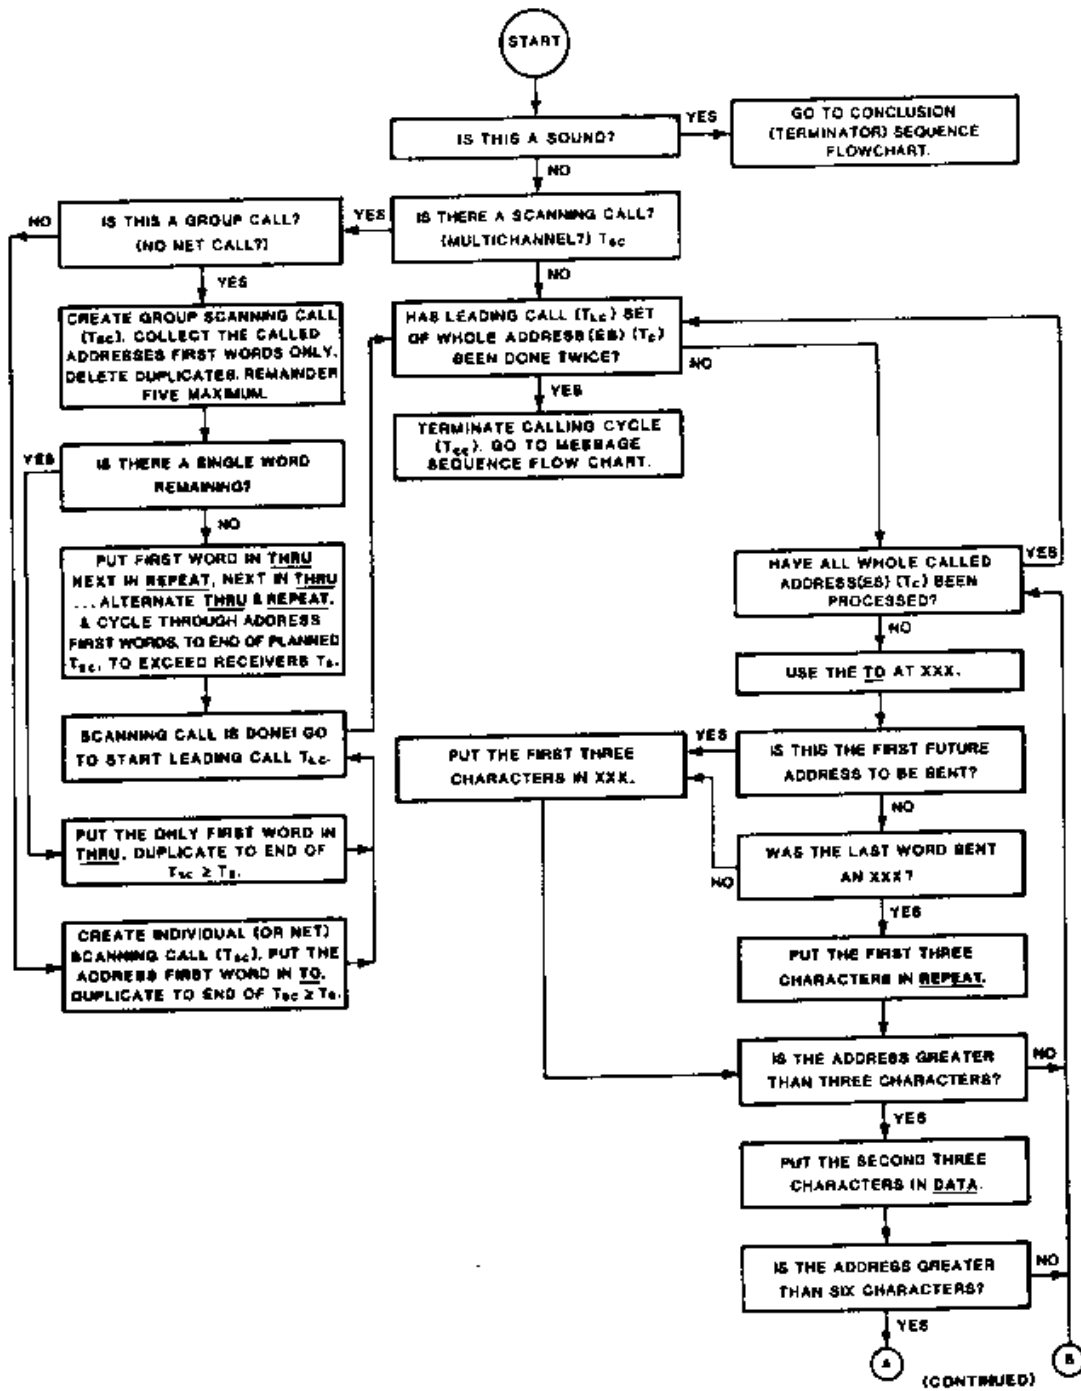 START
IS THIS A SOUND?
YES
GO TO CONCLUSION
(TERMINATOR) SEQUENCE
FLOWCHART.
NO
IS THERE A SCANNING CALL?
(MULTICHANNEL?) Tsc
YES
IS THIS A GROUP CALL?
(NO NET CALL?)
NO
YES
NO
CREATE GROUP SCANNING CALL
(Tsc). COLLECT THE CALLED
ADDRESSES FIRST WORDS ONLY.
DELETE DUPLICATES. REMAINDER
FIVE MAXIMUM.
HAS LEADING CALL (TLC) SET
OF WHOLE ADDRESS(ES) (Tc)
BEEN DONE TWICE?
NO
YES
TERMINATE CALLING CYCLE
(Tcc). GO TO MESSAGE
SEQUENCE FLOW CHART.
YES
IS THERE A SINGLE WORD
REMAINING?
NO
PUT FIRST WORD IN THRU
NEXT IN REPEAT, NEXT IN THRU
...ALTERNATE THRU & REPEAT,
& CYCLE THROUGH ADDRESS
FIRST WORDS, TO END OF PLANNED
Tsc, TO EXCEED RECEIVERS Ts.
SCANNING CALL IS DONE! GO
TO START LEADING CALL TLC.
PUT THE ONLY FIRST WORD IN
THRU. DUPLICATE TO END OF
Tsc ≥ Ts.
CREATE INDIVIDUAL (OR NET)
SCANNING CALL (Tsc). PUT THE
ADDRESS FIRST WORD IN TO.
DUPLICATE TO END OF Tsc ≥ Ts.
HAVE ALL WHOLE CALLED
ADDRESS(ES) (Tc) BEEN
PROCESSED?
YES
NO
USE THE TO AT XXX.
IS THIS THE FIRST FUTURE
ADDRESS TO BE SENT?
YES
PUT THE FIRST THREE
CHARACTERS IN XXX.
NO
WAS THE LAST WORD SENT
AN XXX?
NO
YES
PUT THE FIRST THREE
CHARACTERS IN REPEAT.
IS THE ADDRESS GREATER
THAN THREE CHARACTERS?
NO
YES
PUT THE SECOND THREE
CHARACTERS IN DATA.
IS THE ADDRESS GREATER
THAN SIX CHARACTERS?
NO
YES
A
B
(CONTINUED)